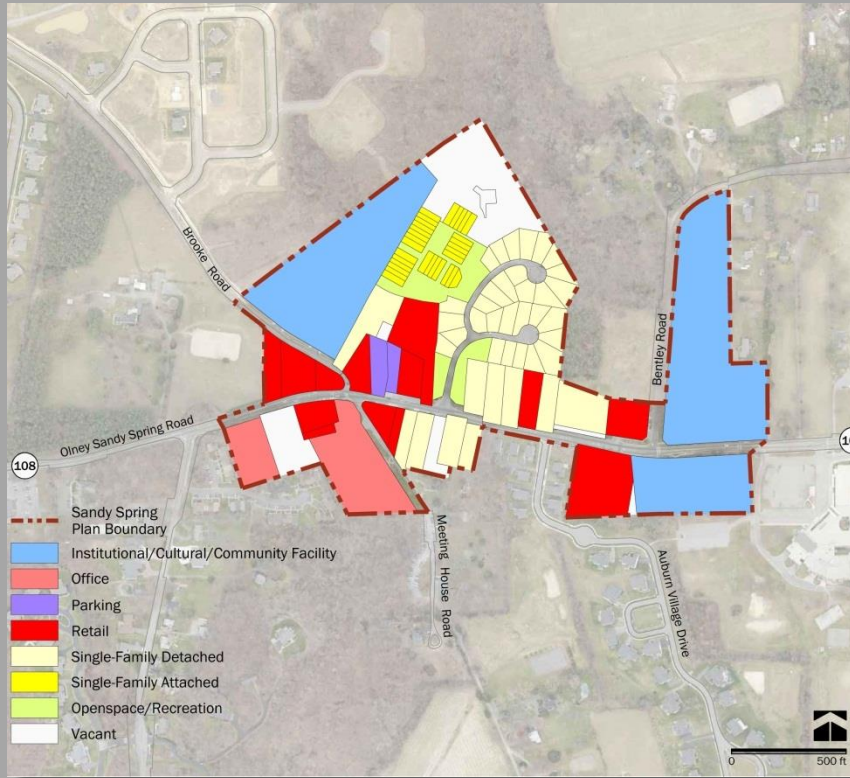 Brooke Road
Bentley Road
Olney Sandy Spring Road
108
10
Meeting House Road
Auburn Village Drive
Sandy Spring
Plan Boundary
Institutional/Cultural/Community Facility
Office
Parking
Retail
Single-Family Detached
Single-Family Attached
Openspace/Recreation
Vacant
0
500 ft